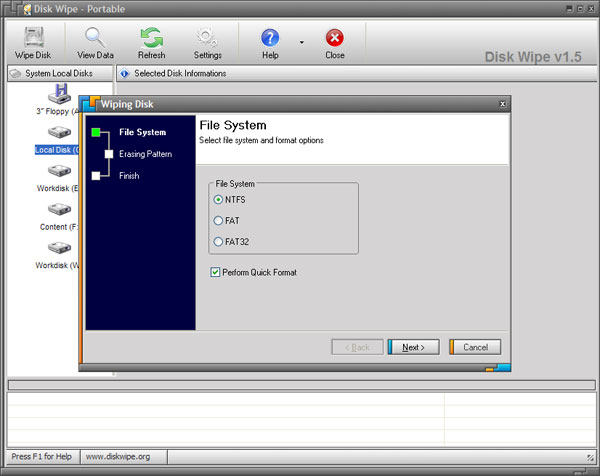 Disk Wipe - Portable
Wipe Disk
View Data
Refresh
Settings
Help
Close
Disk Wipe v1.5
System Local Disks
Selected Disk Informations
3" Floppy (A
Local Disk (C
Workdisk (E
Content (F:
Workdisk (W
Wiping Disk
File System
Erasing Pattern
Finish
File System
Select file system and format options
File System
NTFS
FAT
FAT32
Perform Quick Format
< Back
Next >
Cancel
Press F1 for Help
www.diskwipe.org